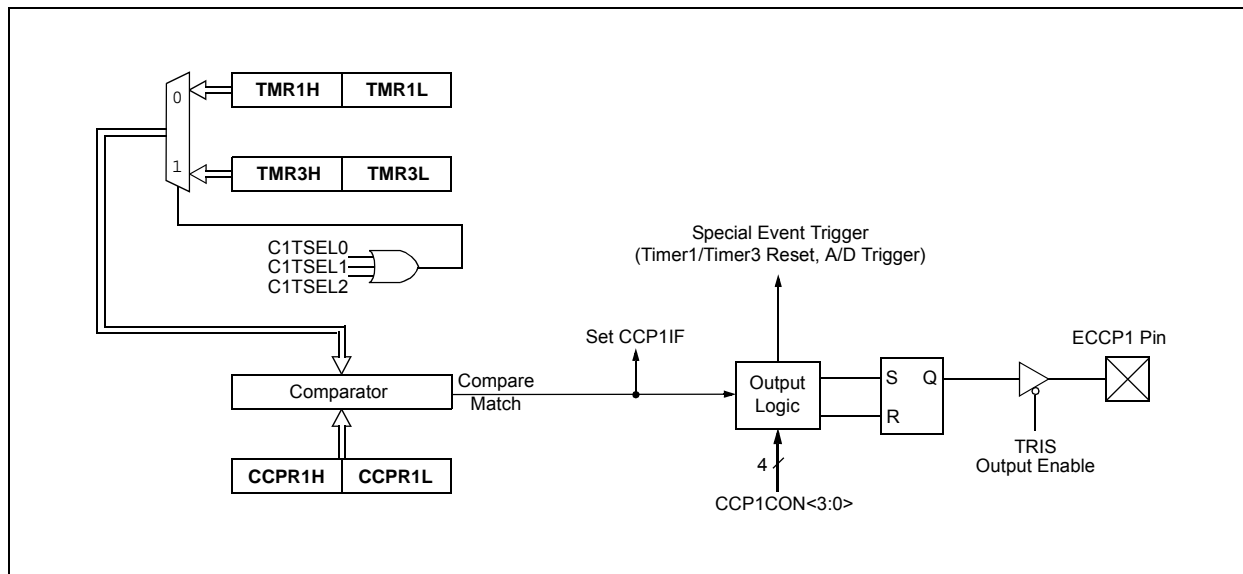 TMR1H TMR1L
0
1
TMR3H TMR3L
C1TSEL0
C1TSEL1
C1TSEL2
Special Event Trigger
(Timer1/Timer3 Reset, A/D Trigger)
Set CCP1IF
ECCP1 Pin
Comparator
Compare
Match
Output
Logic
S Q
R
TRIS
Output Enable
CCPR1H CCPR1L
4
CCP1CON<3:0>